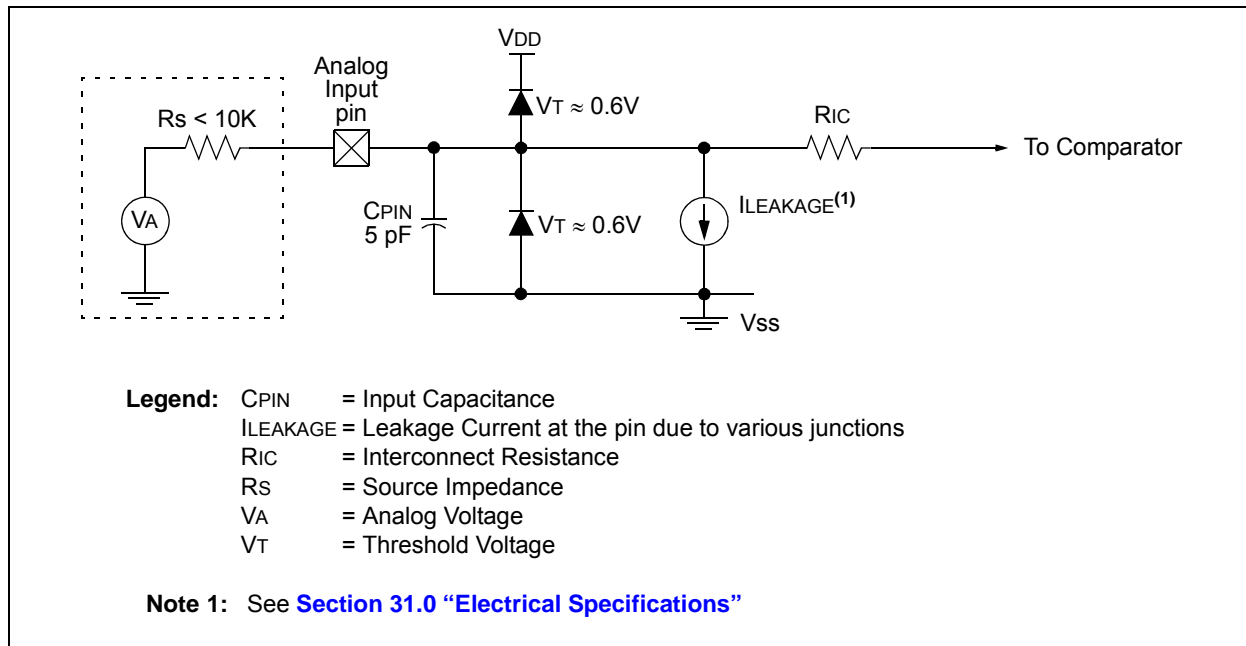 VDD
Analog
Input
pin
Rs < 10K
VT ≈ 0.6V
RIC
To Comparator
VA
CPIN
5 pF
VT ≈ 0.6V
ILEAKAGE(1)
Vss
Legend: CPIN = Input Capacitance
ILEAKAGE = Leakage Current at the pin due to various junctions
RIC = Interconnect Resistance
RS = Source Impedance
VA = Analog Voltage
VT = Threshold Voltage
Note 1: See Section 31.0 “Electrical Specifications”